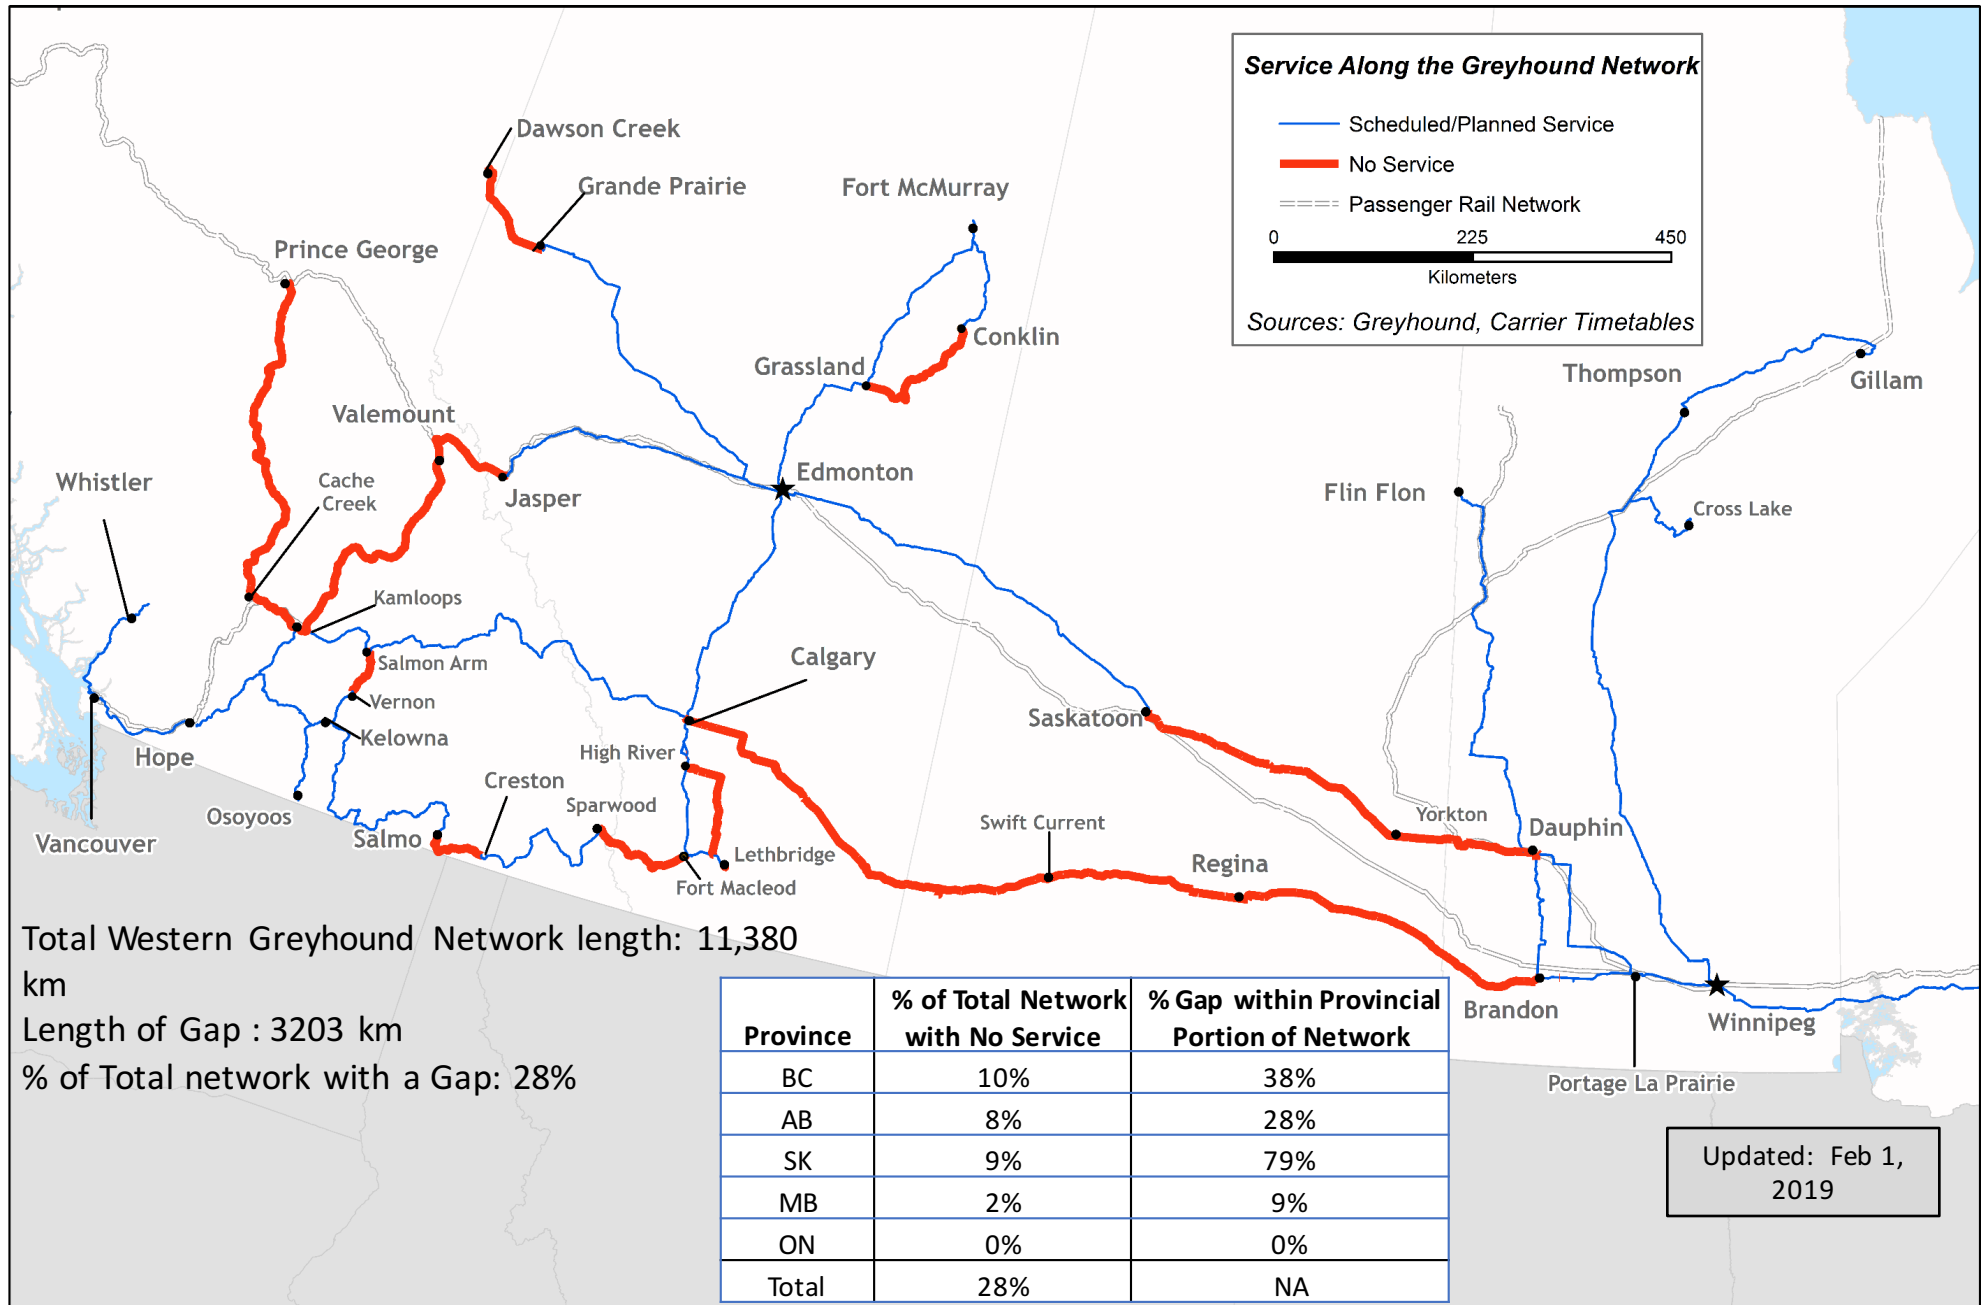 Service Along the Greyhound Network
Scheduled/Planned Service
No Service
Passenger Rail Network
0 225 450
Kilometers
Sources: Greyhound, Carrier Timetables
Dawson Creek
Grande Prairie
Fort McMurray
Prince George
Conklin
Grassland
Thompson
Gillam
Valemount
Whistler
Cache
Creek
Jasper
Edmonton
Flin Flon
Cross Lake
Kamloops
Salmon Arm
Calgary
Vernon
Saskatoon
Kelowna
Hope
High River
Creston
Sparwood
Osoyoos
Salmo
Vancouver
Swift Current
Yorkton
Dauphin
Lethbridge
Regina
Fort Macleod
Brandon
Winnipeg
Portage La Prairie
Total Western Greyhound Network length: 11,380
km
Length of Gap : 3203 km
% of Total network with a Gap: 28%
Province
% of Total Network
with No Service
% Gap within Provincial
Portion of Network
BC 10% 38%
AB 8% 28%
SK 9% 79%
MB 2% 9%
ON 0% 0%
Total 28% NA
Updated: Feb 1,
2019